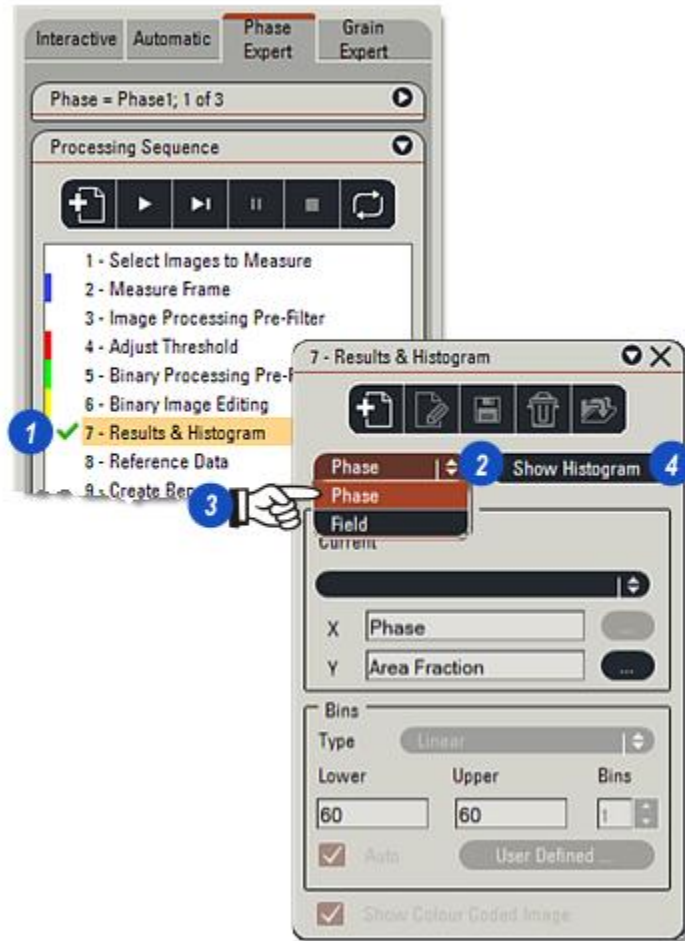 Interactive
Automatic
Phase Expert
Grain Expert
Phase = Phase1; 1 of 3
Processing Sequence
1 - Select Images to Measure
2 - Measure Frame
3 - Image Processing Pre-Filter
4 - Adjust Threshold
5 - Binary Processing Pre-F
6 - Binary Image Editing
1
7 - Results & Histogram
8 - Reference Data
9 - Create Rep
7 - Results & Histogram
Phase
2
Show Histogram
4
3
Phase
Field
Current
X Phase ...
Y Area Fraction ...
Bins
Type Linear
Lower Upper Bins
60 60 1
Auto User Defined ...
Show Colour Coded Image